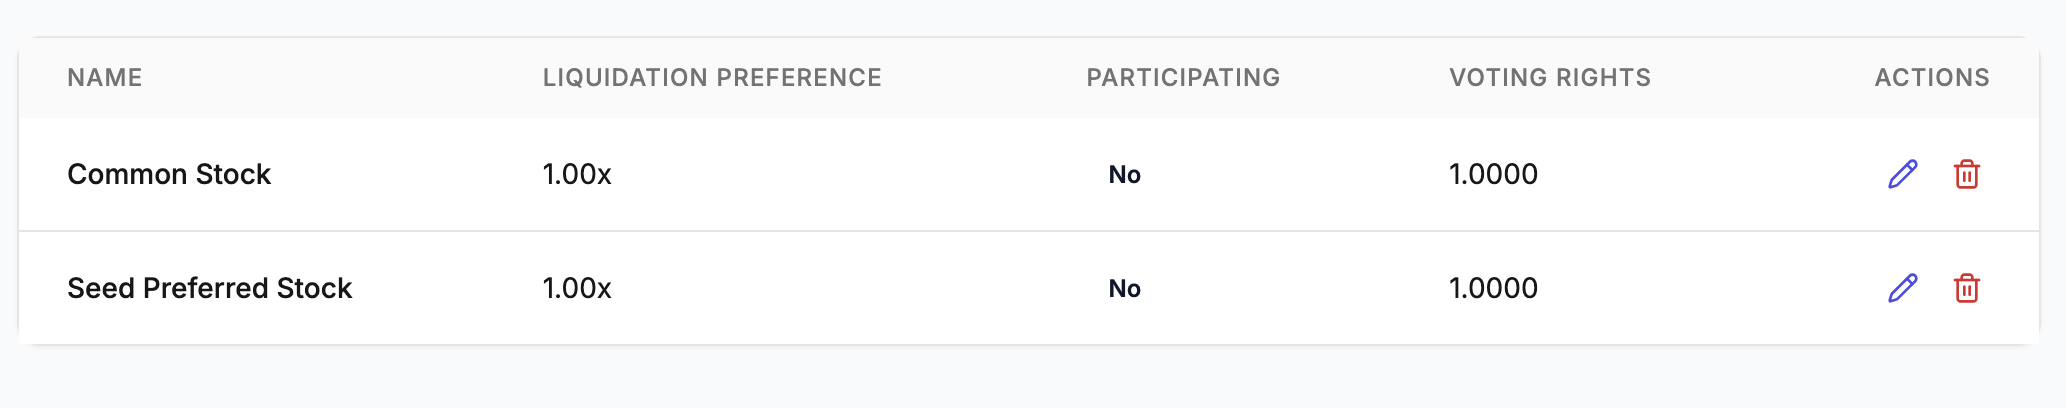 NAME LIQUIDATION PREFERENCE PARTICIPATING VOTING RIGHTS ACTIONS
Common Stock 1.00x No 1.0000
Seed Preferred Stock 1.00x No 1.0000